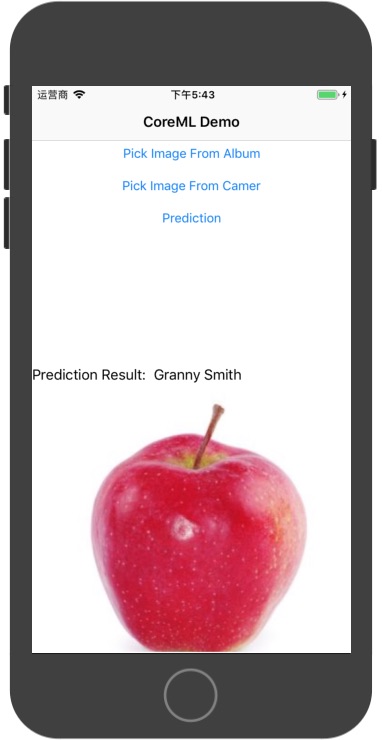 运营商 下午5:43
CoreML Demo
Pick Image From Album
Pick Image From Camer
Prediction
Prediction Result: Granny Smith